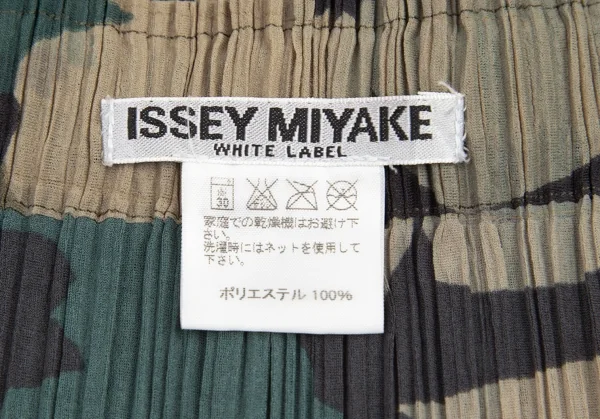 ISSEY MIYAKE
WHITE LABEL
30
家庭での乾燥機はお避け下
さい。
洗濯時にはネットを使用して
下さい。
ポリエステル 100%